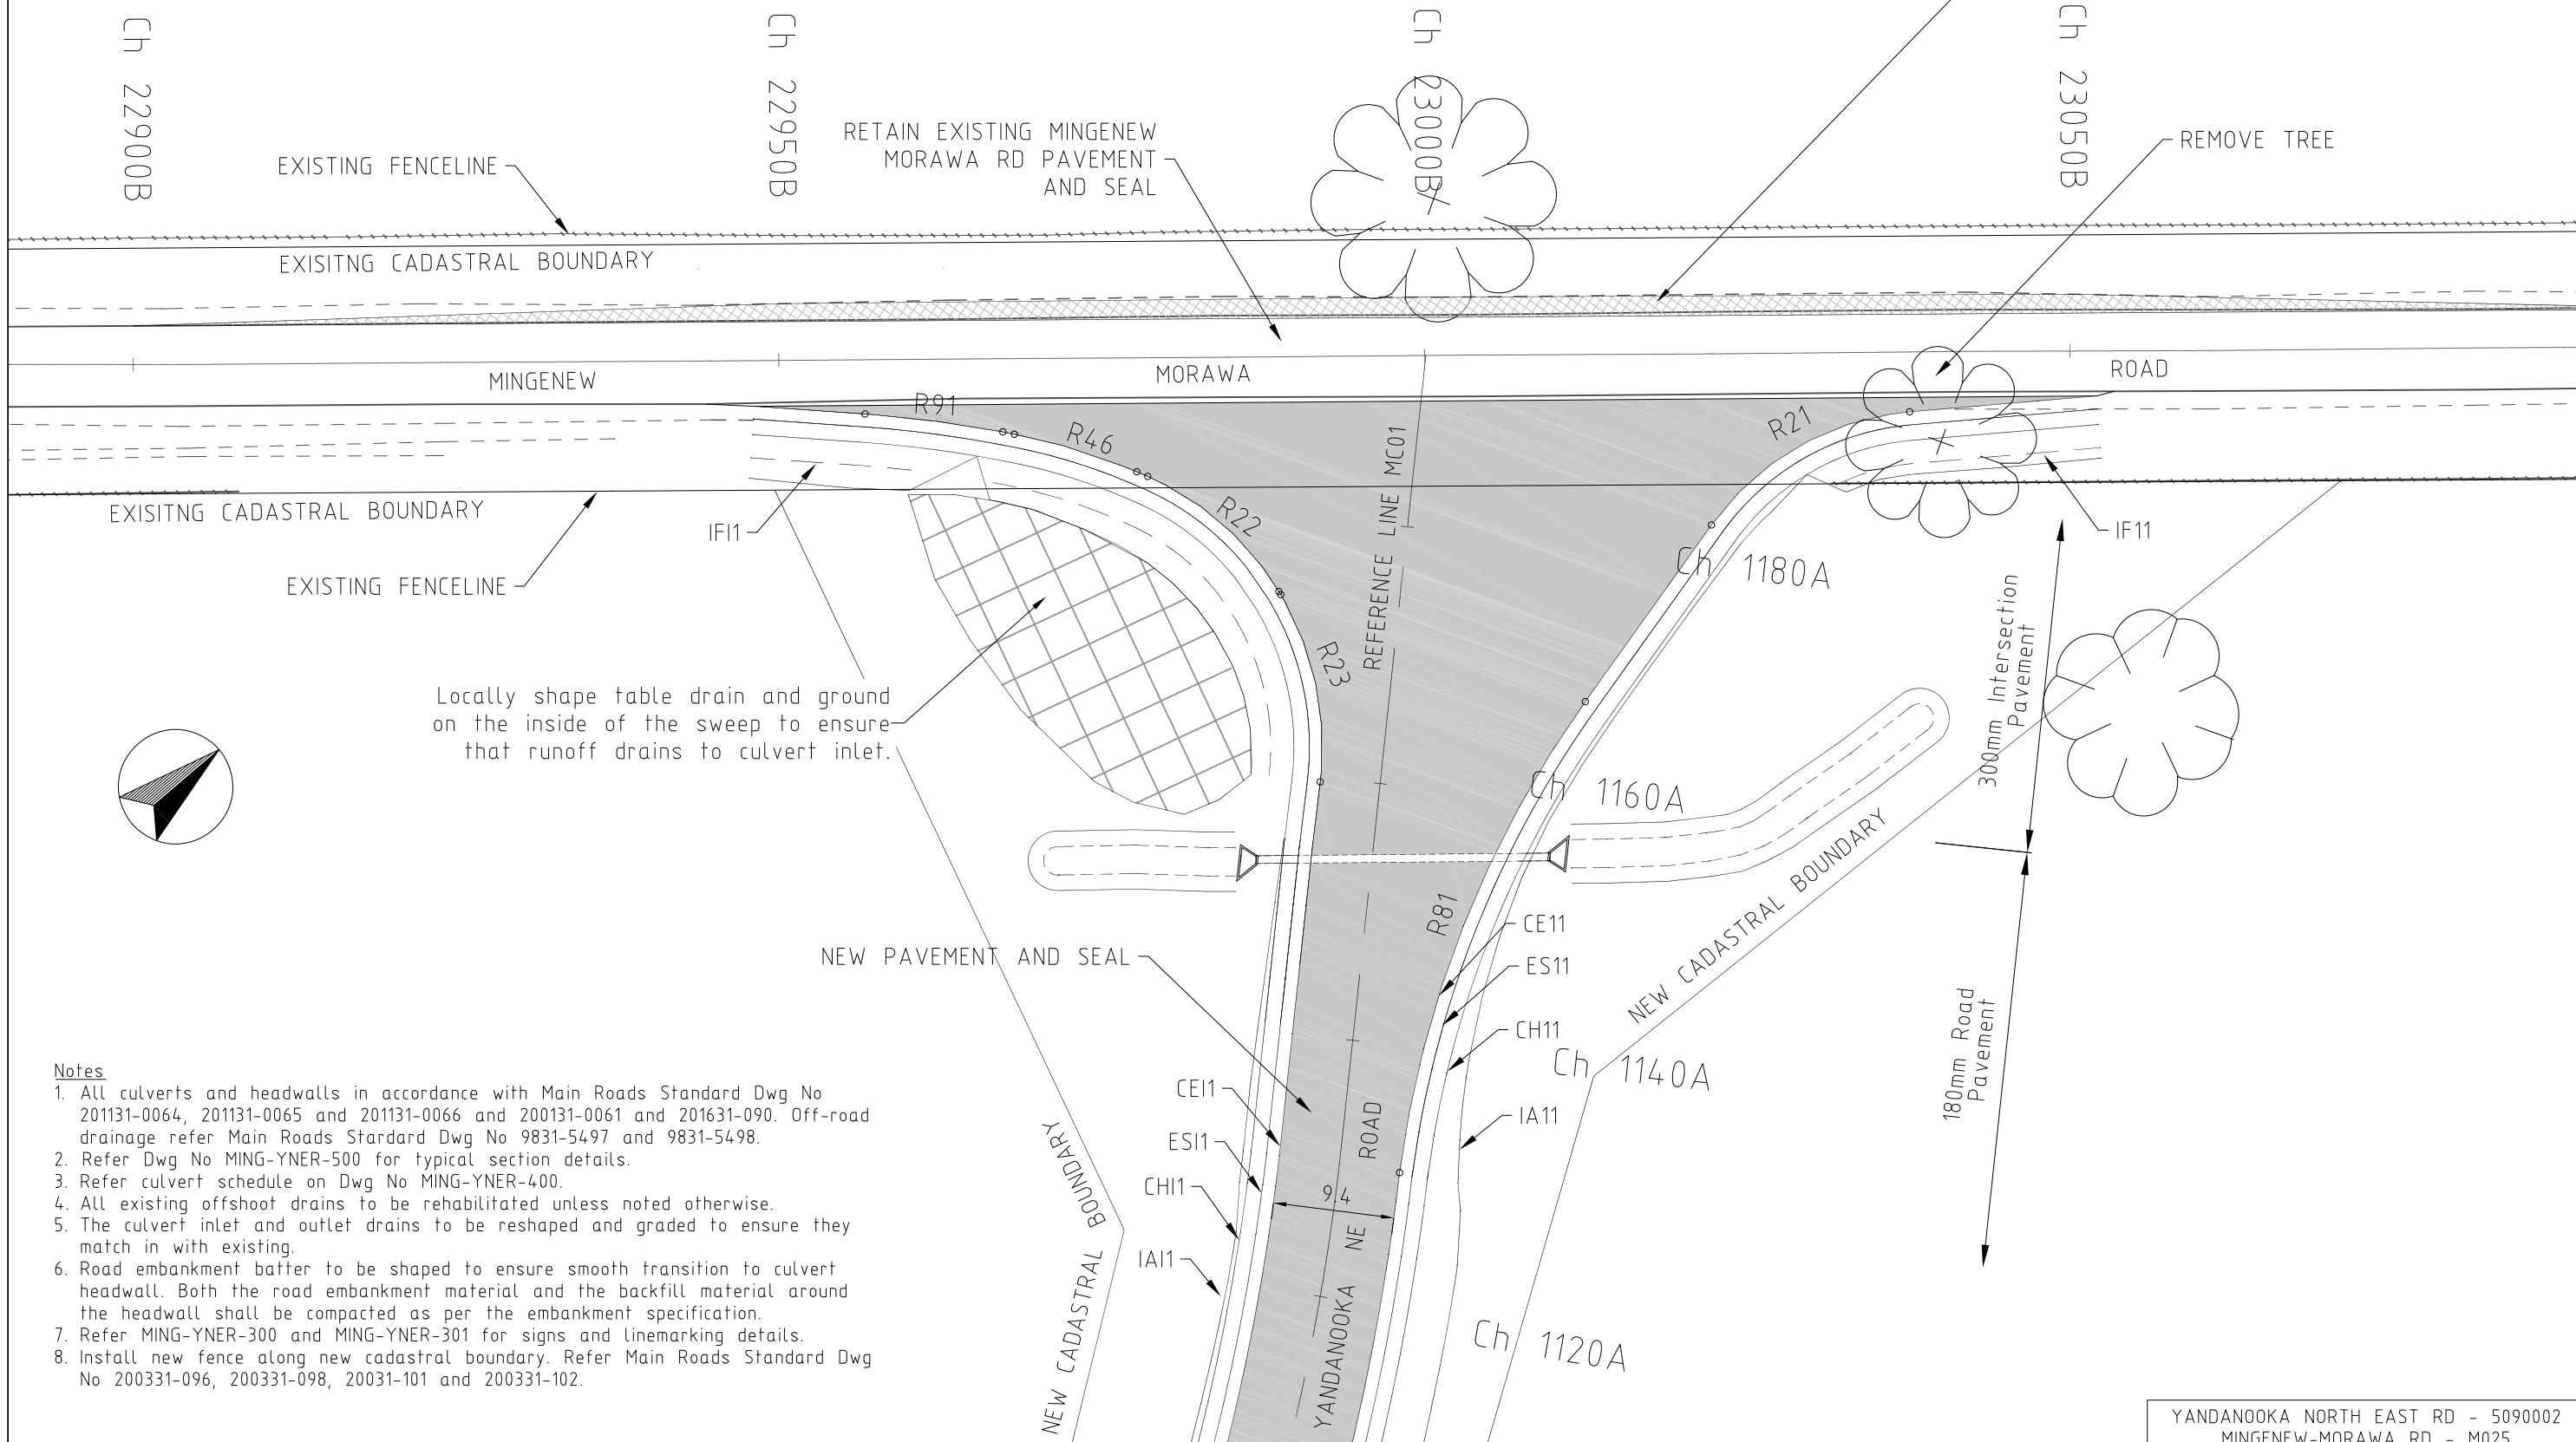 Ch 22900B
Ch 22950B
Ch 23000B
Ch 23050B
EXISTING FENCELINE
RETAIN EXISTING MINGENEW
MORAWA RD PAVEMENT
AND SEAL
REMOVE TREE
EXISITNG CADASTRAL BOUNDARY
MINGENEW
MORAWA
ROAD
R91
R46
R22
R23
R21
REFERENCE LINE MC01
EXISITNG CADASTRAL BOUNDARY
IFI1
IF11
EXISTING FENCELINE
Ch 1180A
300mm Intersection
Pavement
Locally shape table drain and ground
on the inside of the sweep to ensure
that runoff drains to culvert inlet.
Ch 1160A
NEW CADASTRAL BOUNDARY
R81
CE11
ES11
CH11
IA11
NEW PAVEMENT AND SEAL
Ch 1140A
180mm Road
Pavement
CEI1
ESI1
CHI1
IAI1
9.4
YANDANOOKA NE ROAD
NEW CADASTRAL BOUNDARY
Ch 1120A
Notes
1. All culverts and headwalls in accordance with Main Roads Standard Dwg No
201131-0064, 201131-0065 and 201131-0066 and 200131-0061 and 201631-090. Off-road
drainage refer Main Roads Stardard Dwg No 9831-5497 and 9831-5498.
2. Refer Dwg No MING-YNER-500 for typical section details.
3. Refer culvert schedule on Dwg No MING-YNER-400.
4. All existing offshoot drains to be rehabilitated unless noted otherwise.
5. The culvert inlet and outlet drains to be reshaped and graded to ensure they
match in with existing.
6. Road embankment batter to be shaped to ensure smooth transition to culvert
headwall. Both the road embankment material and the backfill material around
the headwall shall be compacted as per the embankment specification.
7. Refer MING-YNER-300 and MING-YNER-301 for signs and linemarking details.
8. Install new fence along new cadastral boundary. Refer Main Roads Standard Dwg
No 200331-096, 200331-098, 20031-101 and 200331-102.
YANDANOOKA NORTH EAST RD - 5090002
MINGENEW-MORAWA RD - M025